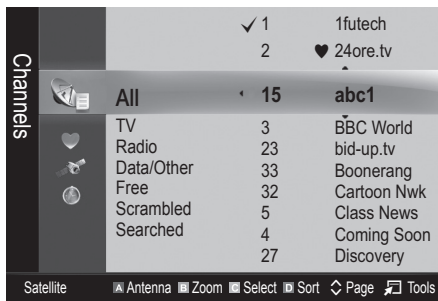 Channels
1 1futech
2 24ore.tv
All 15 abc1
TV 3 BBC World
Radio 23 bid-up.tv
Data/Other 33 Boonerang
Free 32 Cartoon Nwk
Scrambled 5 Class News
Searched 4 Coming Soon
27 Discovery
Satellite A Antenna B Zoom C Select D Sort Page Tools